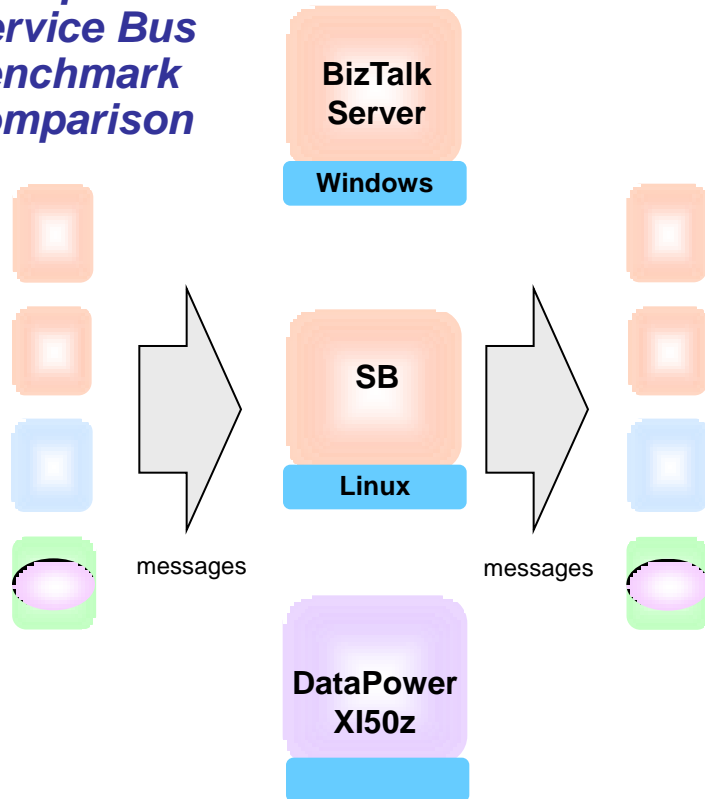 ervice Bus
enchmark
omparison
BizTalk
Server
Windows
SB
Linux
messages
messages
DataPower
XI50z